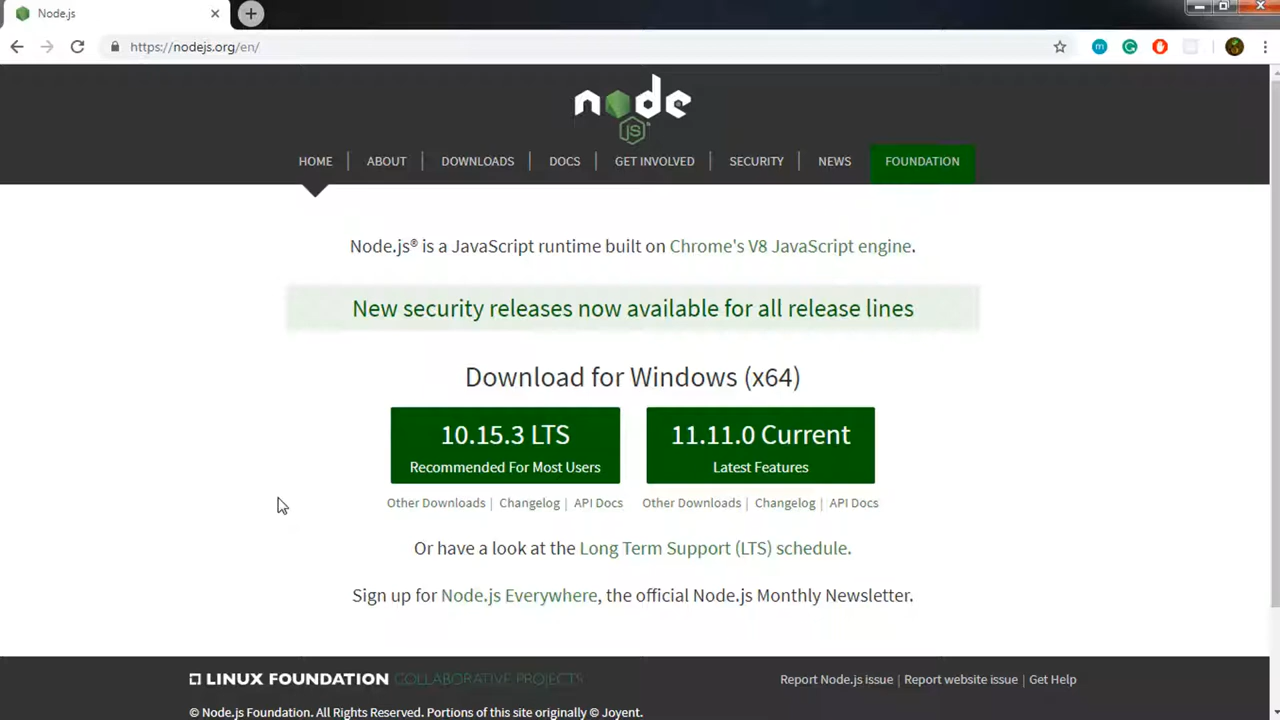 Node.js
https://nodejs.org/en/
node
JS
HOME | ABOUT | DOWNLOADS | DOCS | GET INVOLVED | SECURITY | NEWS FOUNDATION
Node.js® is a JavaScript runtime built on Chrome's V8 JavaScript engine.
New security releases now available for all release lines
Download for Windows (x64)
10.15.3 LTS
Recommended For Most Users
11.11.0 Current
Latest Features
Other Downloads | Changelog | API Docs
Other Downloads | Changelog | API Docs
Or have a look at the Long Term Support (LTS) schedule.
Sign up for Node.js Everywhere, the official Node.js Monthly Newsletter.
LINUX FOUNDATION COLLABORATIVE PROJECTS
Report Node.js issue | Report website issue | Get Help
© Node.js Foundation. All Rights Reserved. Portions of this site originally © Joyent.